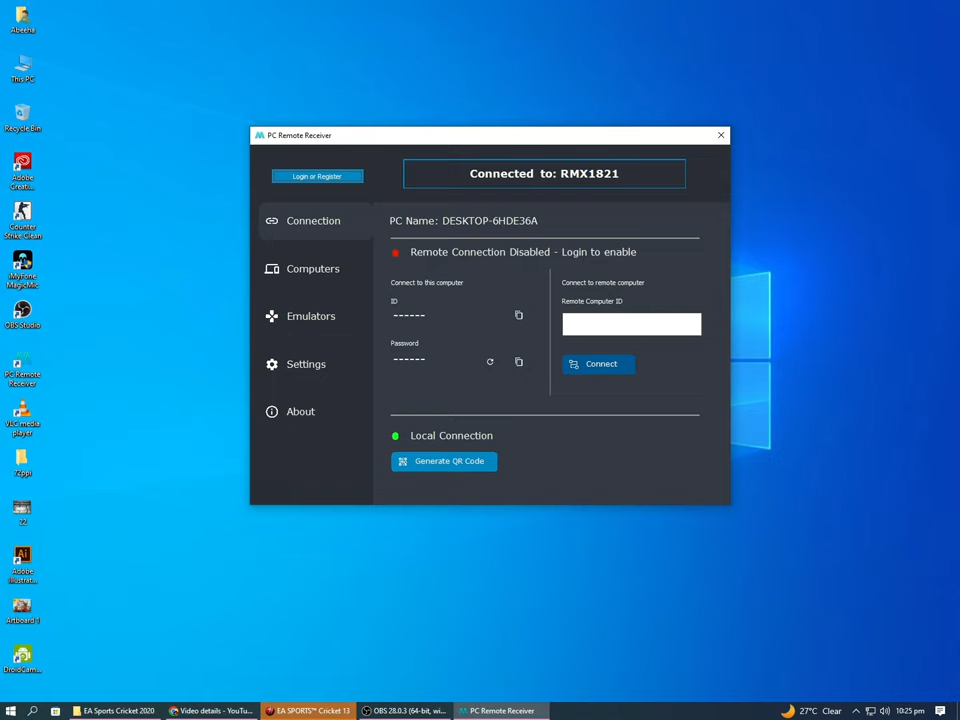 Abeeha
This PC
Recycle Bin
Adobe
Creati...
Counter
Strike Clean
iMyFone
MagicMic
OBS Studio
PC Remote
Receiver
VLC media
player
72ppi
22
Adobe
Illustrat...
Artboard 1
DroidCam...
PC Remote Receiver
Login or Register
Connected to: RMX1821
Connection
Computers
Emulators
Settings
About
PC Name: DESKTOP-6HDE36A
Remote Connection Disabled - Login to enable
Connect to this computer
ID
------
Password
------
Connect to remote computer
Remote Computer ID
Connect
Local Connection
Generate QR Code
EA Sports Cricket 2020
Video details - YouTu...
EA SPORTS™ Cricket 13
OBS 28.0.3 (64-bit, wi...
PC Remote Receiver
27°C Clear
10:25 pm